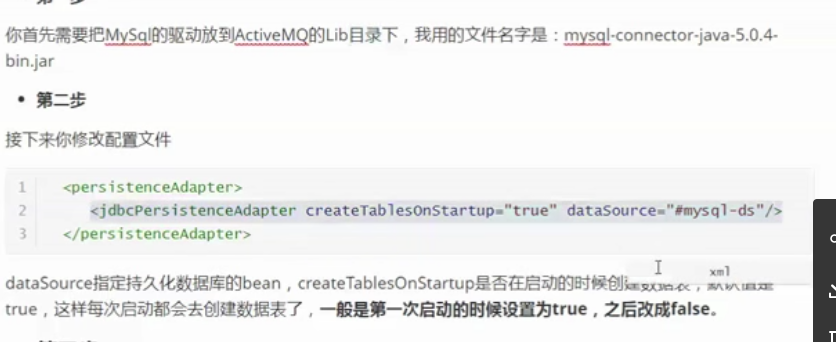 你首先需要把MySql的驱动放到ActiveMQ的Lib目录下，我用的文件名字是：mysql-connector-java-5.0.4-
bin.jar
• 第二步
接下来你修改配置文件
1 <persistenceAdapter>
2 <jdbcPersistenceAdapter createTablesOnStartup="true" dataSource="#mysql-ds"/>
3 </persistenceAdapter>
xml
dataSource指定持久化数据库的bean，createTablesOnStartup是否在启动的时候创建数据表，默认值是
true，这样每次启动都会去创建数据表了，一般是第一次启动的时候设置为true，之后改成false。